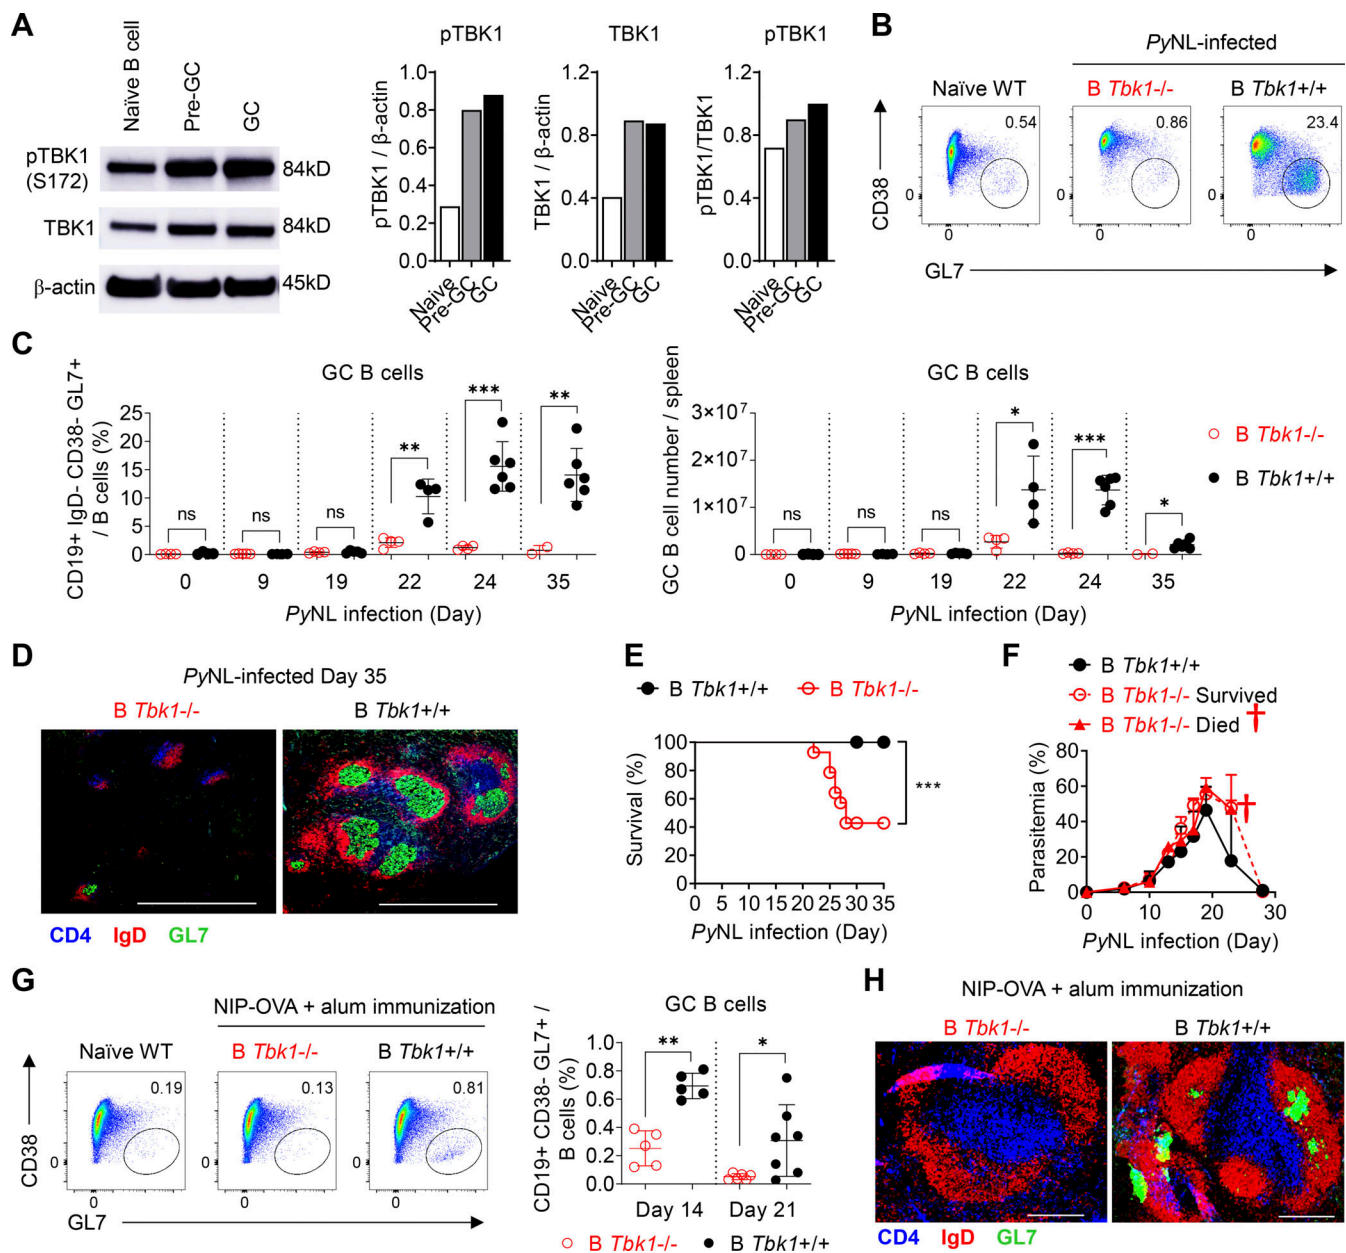 A
Naïve B cell
Pre-GC
GC
pTBK1
(S172)
84kD
TBK1
84kD
β-actin
45kD
pTBK1
pTBK1 / β-actin
1.0
0.8
0.6
0.4
0.2
0.0
Naive
Pre-GC
GC
TBK1
TBK1 / β-actin
1.2
0.8
0.4
0.0
Naive
Pre-GC
GC
pTBK1
pTBK1/TBK1
1.2
0.8
0.4
0.0
Naive
Pre-GC
GC
B
PyNL-infected
Naïve WT
B Tbk1-/-
B Tbk1+/+
0.54
0.86
23.4
CD38
0
0
0
0
0
0
GL7
C
GC B cells
CD19+ IgD- CD38- GL7+
/ B cells (%)
25
20
15
10
5
0
ns
ns
ns
**
***
**
0
9
19
22
24
35
PyNL infection (Day)
GC B cells
GC B cell number / spleen
3×10⁷
2×10⁷
1×10⁷
0
ns
ns
ns
*
***
*
0
9
19
22
24
35
PyNL infection (Day)
B Tbk1-/-
B Tbk1+/+
D
PyNL-infected Day 35
B Tbk1-/-
B Tbk1+/+
CD4 IgD GL7
E
B Tbk1+/+
B Tbk1-/-
Survival (%)
100
80
60
40
20
0
***
0
5
10
15
20
25
30
35
PyNL infection (Day)
F
B Tbk1+/+
B Tbk1-/- Survived
B Tbk1-/- Died †
Parasitemia (%)
80
60
40
20
0
†
0
10
20
30
PyNL infection (Day)
G
NIP-OVA + alum immunization
Naïve WT
B Tbk1-/-
B Tbk1+/+
0.19
0.13
0.81
CD38
0
0
0
0
0
0
GL7
GC B cells
CD19+ CD38- GL7+ /
B cells (%)
1.0
0.8
0.6
0.4
0.2
0.0
**
*
Day 14
Day 21
B Tbk1-/-
B Tbk1+/+
H
NIP-OVA + alum immunization
B Tbk1-/-
B Tbk1+/+
CD4 IgD GL7